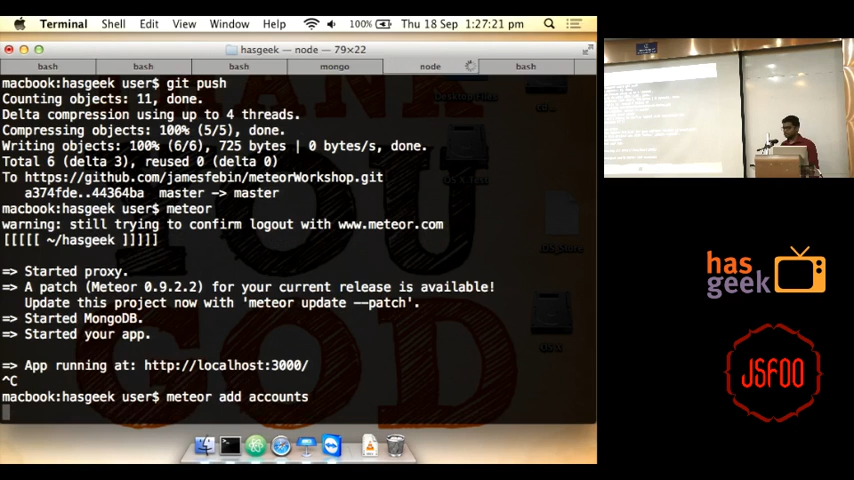 Terminal Shell Edit View Window Help 100% Thu 18 Sep 1:27:21 pm
hasgeek — node — 79×22
bash bash bash mongo node bash
macbook:hasgeek user$ git push
Counting objects: 11, done.
Delta compression using up to 4 threads.
Compressing objects: 100% (5/5), done.
Writing objects: 100% (6/6), 725 bytes | 0 bytes/s, done.
Total 6 (delta 3), reused 0 (delta 0)
To https://github.com/jamesfebin/meteorWorkshop.git
a374fde..44364ba master -> master
macbook:hasgeek user$ meteor
warning: still trying to confirm logout with www.meteor.com
[[[[[ ~/hasgeek ]]]]]
=> Started proxy.
=> A patch (Meteor 0.9.2.2) for your current release is available!
Update this project now with 'meteor update --patch'.
=> Started MongoDB.
=> Started your app.
=> App running at: http://localhost:3000/
^C
macbook:hasgeek user$ meteor add accounts
YOU
GOD
has
geek
JSFOO